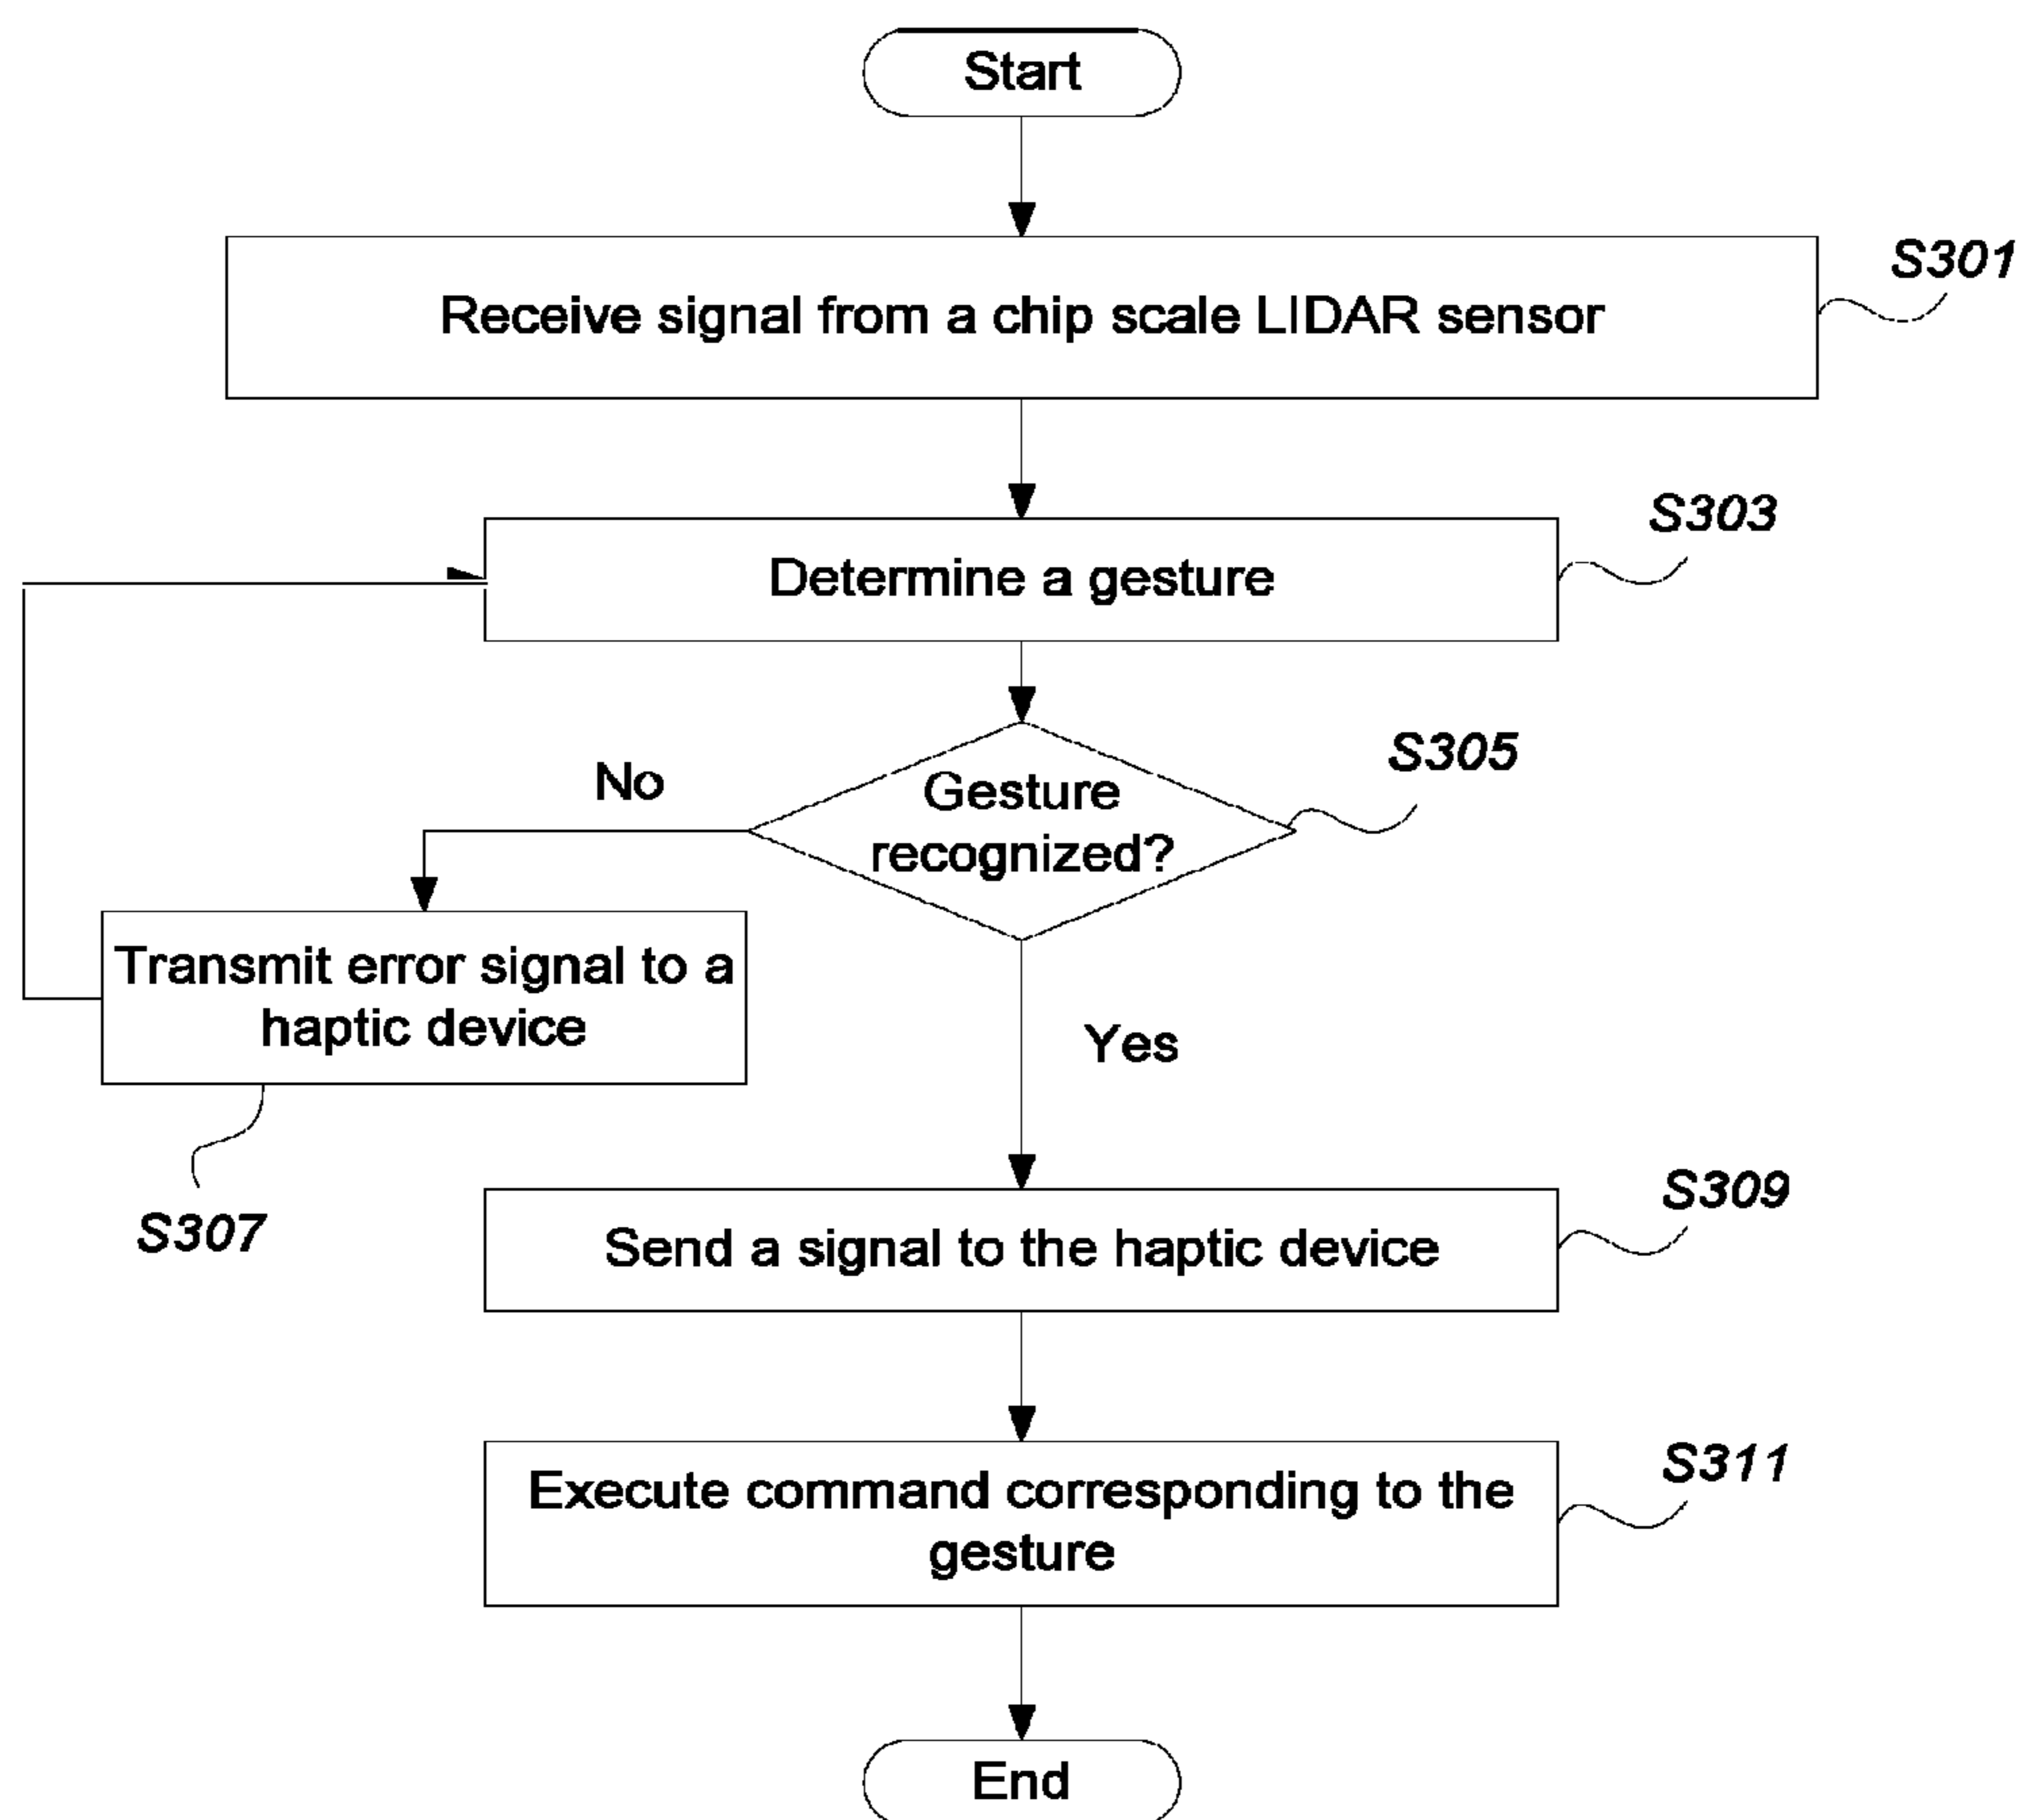 Start
Receive signal from a chip scale LIDAR sensor
S301
Determine a gesture
S303
Gesture
recognized?
S305
No
Transmit error signal to a
haptic device
S307
Yes
Send a signal to the haptic device
S309
Execute command corresponding to the
gesture
S311
End